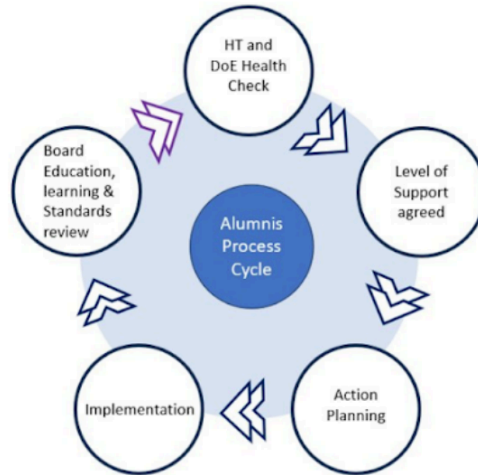 HT and
DoE Health
Check
Level of
Support
agreed
Action
Planning
Implementation
Board
Education,
learning &
Standards
review
Alumnis
Process
Cycle